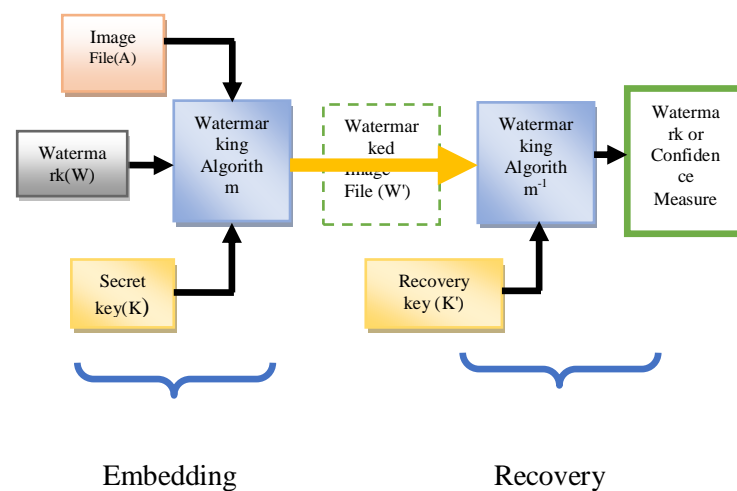 Image
File(A)
Waterma
rk(W)
Secret
key(K)
Watermar
king
Algorith
m
Watermar
ked
Image
File (W')
Recovery
key (K')
Watermar
king
Algorith
m-1
Waterma
rk or
Confiden
ce
Measure
Embedding
Recovery